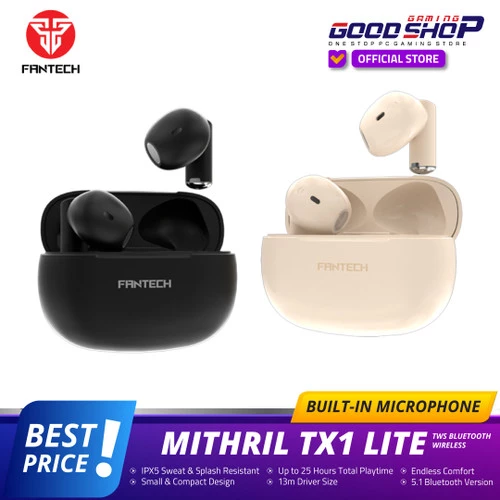 FANTECH
GAMING
GOOD SHOP
ONE STOP PC GAMING STORE
OFFICIAL STORE
FANTECH
FANTECH
BUILT-IN MICROPHONE
BEST
PRICE!
MITHRIL TX1 LITE TWS BLUETOOTH
WIRELESS
• IPX5 Sweat & Splash Resistant • Up to 25 Hours Total Playtime • Endless Comfort
• Small & Compact Design • 13m Driver Size • 5.1 Bluetooth Version